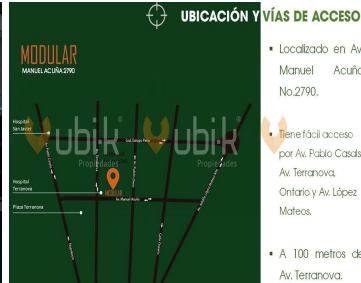 UBICACIÓN Y VÍAS DE ACCESO
MODULAR
MANUEL ACUÑA 2790
Hospital
San Javier
Hospital
Terranova
Plaza Terranova
MODULAR
Av. Manuel Acuña
ubik
Propiedades
ubik
Propiedades
▪ Localizado en Av.
Manuel Acuña
No.2790.
▪ Tiene fácil acceso
por Av. Pablo Casals,
Av. Terranova,
Ontario y Av. López
Mateos.
▪ A 100 metros de
Av. Terranova.